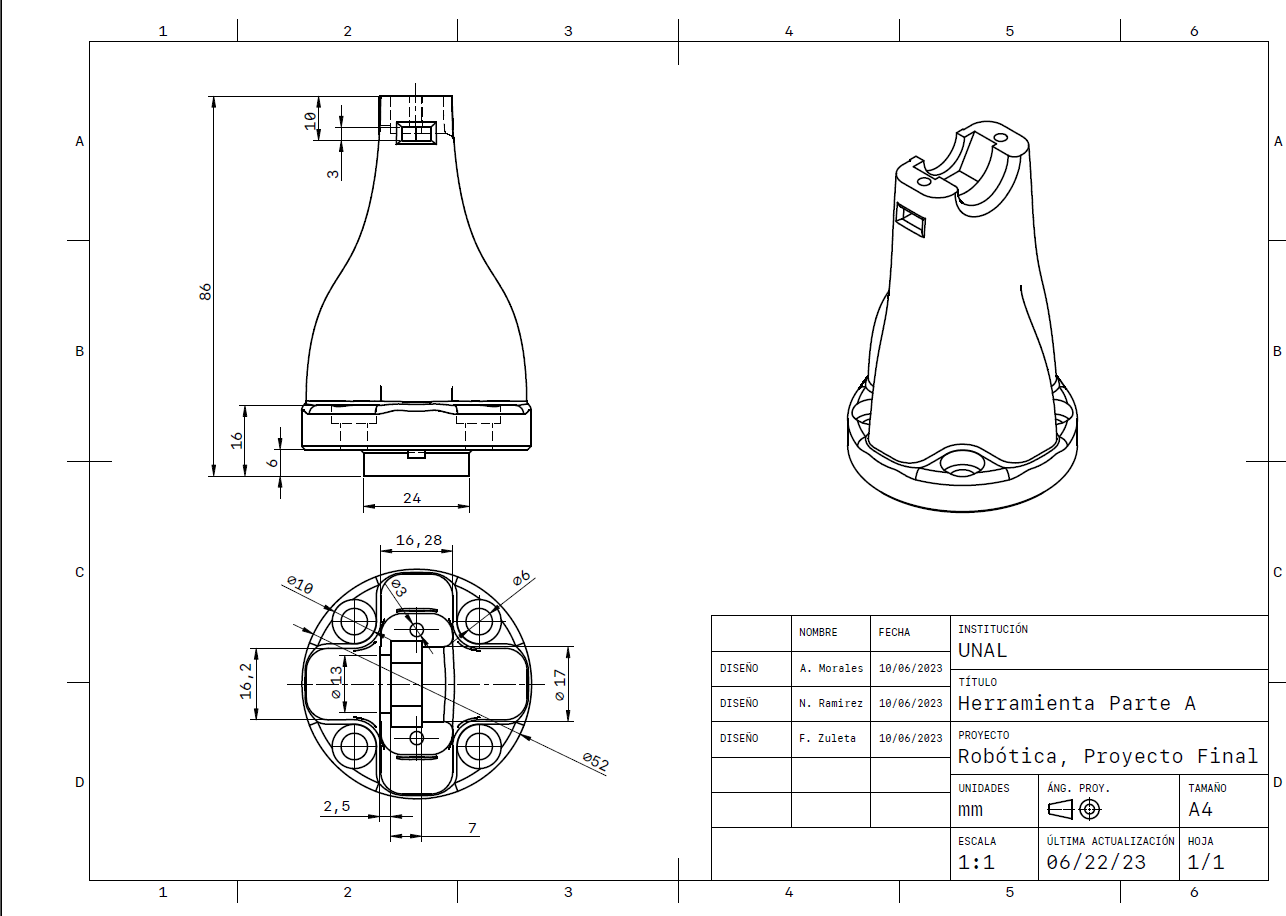 1 2 3 4 5 6
A A
B B
C C
D D
10
3
86
16
6
24
16,28
⌀10
⌀3
⌀6
16,2
⌀13
⌀17
⌀52
2,5
7
NOMBRE FECHA
DISEÑO A. Morales 10/06/2023
DISEÑO N. Ramirez 10/06/2023
DISEÑO F. Zuleta 10/06/2023
INSTITUCIÓN
UNAL
TÍTULO
Herramienta Parte A
PROYECTO
Robótica, Proyecto Final
UNIDADES ÁNG. PROY. TAMAÑO
mm A4
ESCALA ÚLTIMA ACTUALIZACIÓN HOJA
1:1 06/22/23 1/1
1 2 3 4 5 6